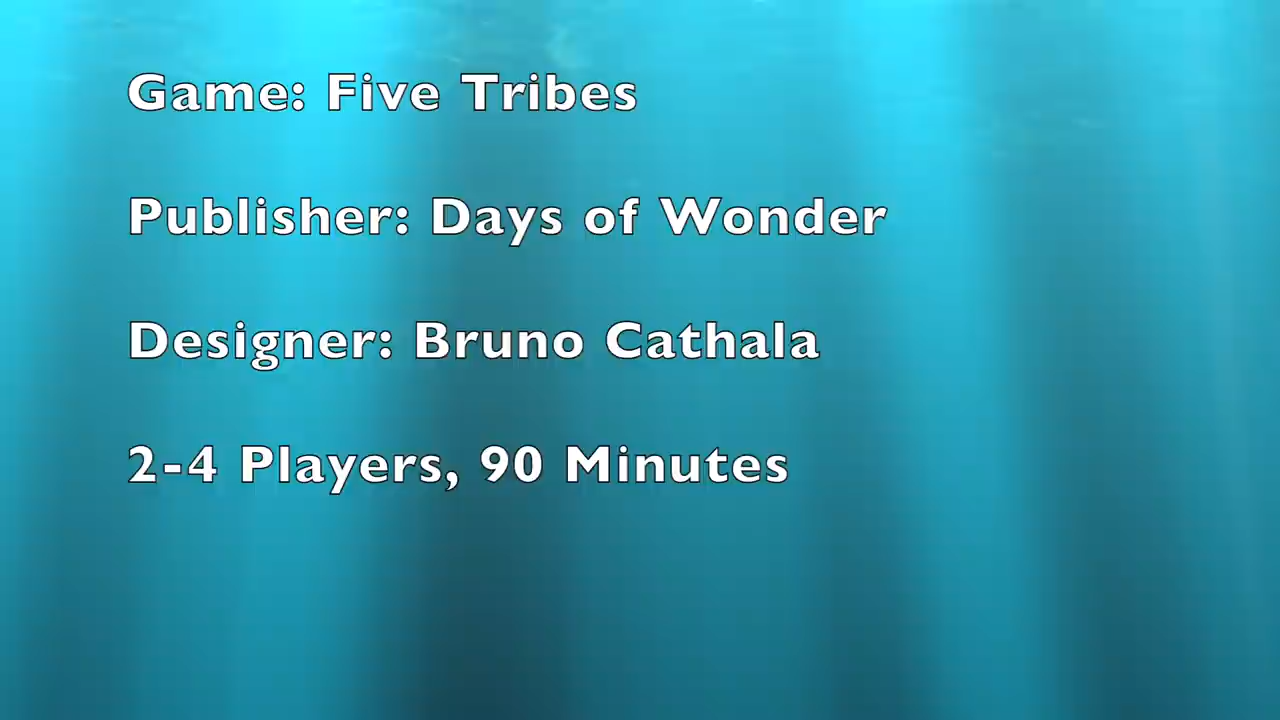 Game: Five Tribes
Publisher: Days of Wonder
Designer: Bruno Cathala
2-4 Players, 90 Minutes